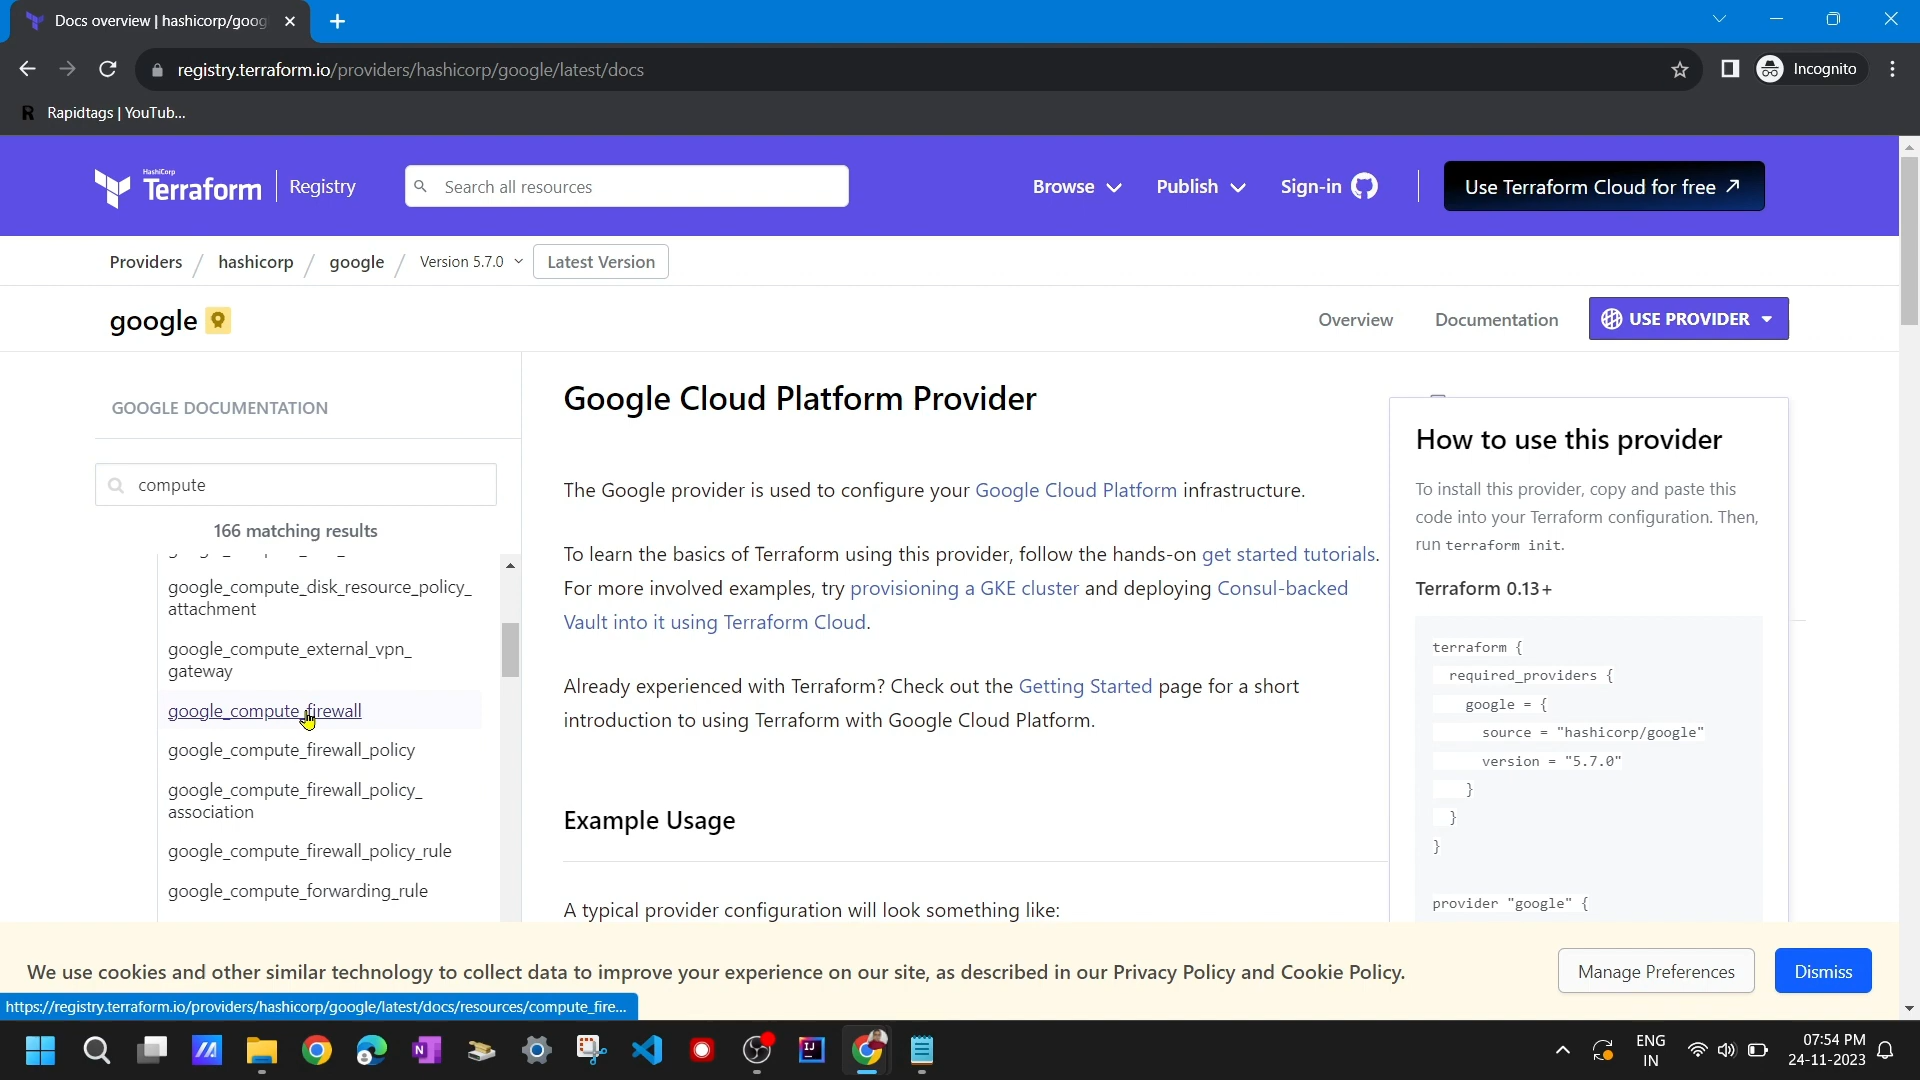 Docs overview | hashicorp/goog
registry.terraform.io/providers/hashicorp/google/latest/docs
Incognito
R Rapidtags | YouTub...
HashiCorp
Terraform
Registry
Search all resources
Browse
Publish
Sign-in
Use Terraform Cloud for free
Providers / hashicorp / google / Version 5.7.0
Latest Version
google
Overview
Documentation
USE PROVIDER
GOOGLE DOCUMENTATION
compute
166 matching results
google_compute_disk_resource_policy_
attachment
google_compute_external_vpn_
gateway
google_compute_firewall
google_compute_firewall_policy
google_compute_firewall_policy_
association
google_compute_firewall_policy_rule
google_compute_forwarding_rule
Google Cloud Platform Provider
The Google provider is used to configure your Google Cloud Platform infrastructure.
To learn the basics of Terraform using this provider, follow the hands-on get started tutorials.
For more involved examples, try provisioning a GKE cluster and deploying Consul-backed
Vault into it using Terraform Cloud.
Already experienced with Terraform? Check out the Getting Started page for a short
introduction to using Terraform with Google Cloud Platform.
Example Usage
A typical provider configuration will look something like:
How to use this provider
To install this provider, copy and paste this
code into your Terraform configuration. Then,
run terraform init.
Terraform 0.13+
terraform {
required_providers {
google = {
source = "hashicorp/google"
version = "5.7.0"
}
}
}
provider "google" {
We use cookies and other similar technology to collect data to improve your experience on our site, as described in our Privacy Policy and Cookie Policy.
Manage Preferences
Dismiss
https://registry.terraform.io/providers/hashicorp/google/latest/docs/resources/compute_fire...
ENG
IN
07:54 PM
24-11-2023